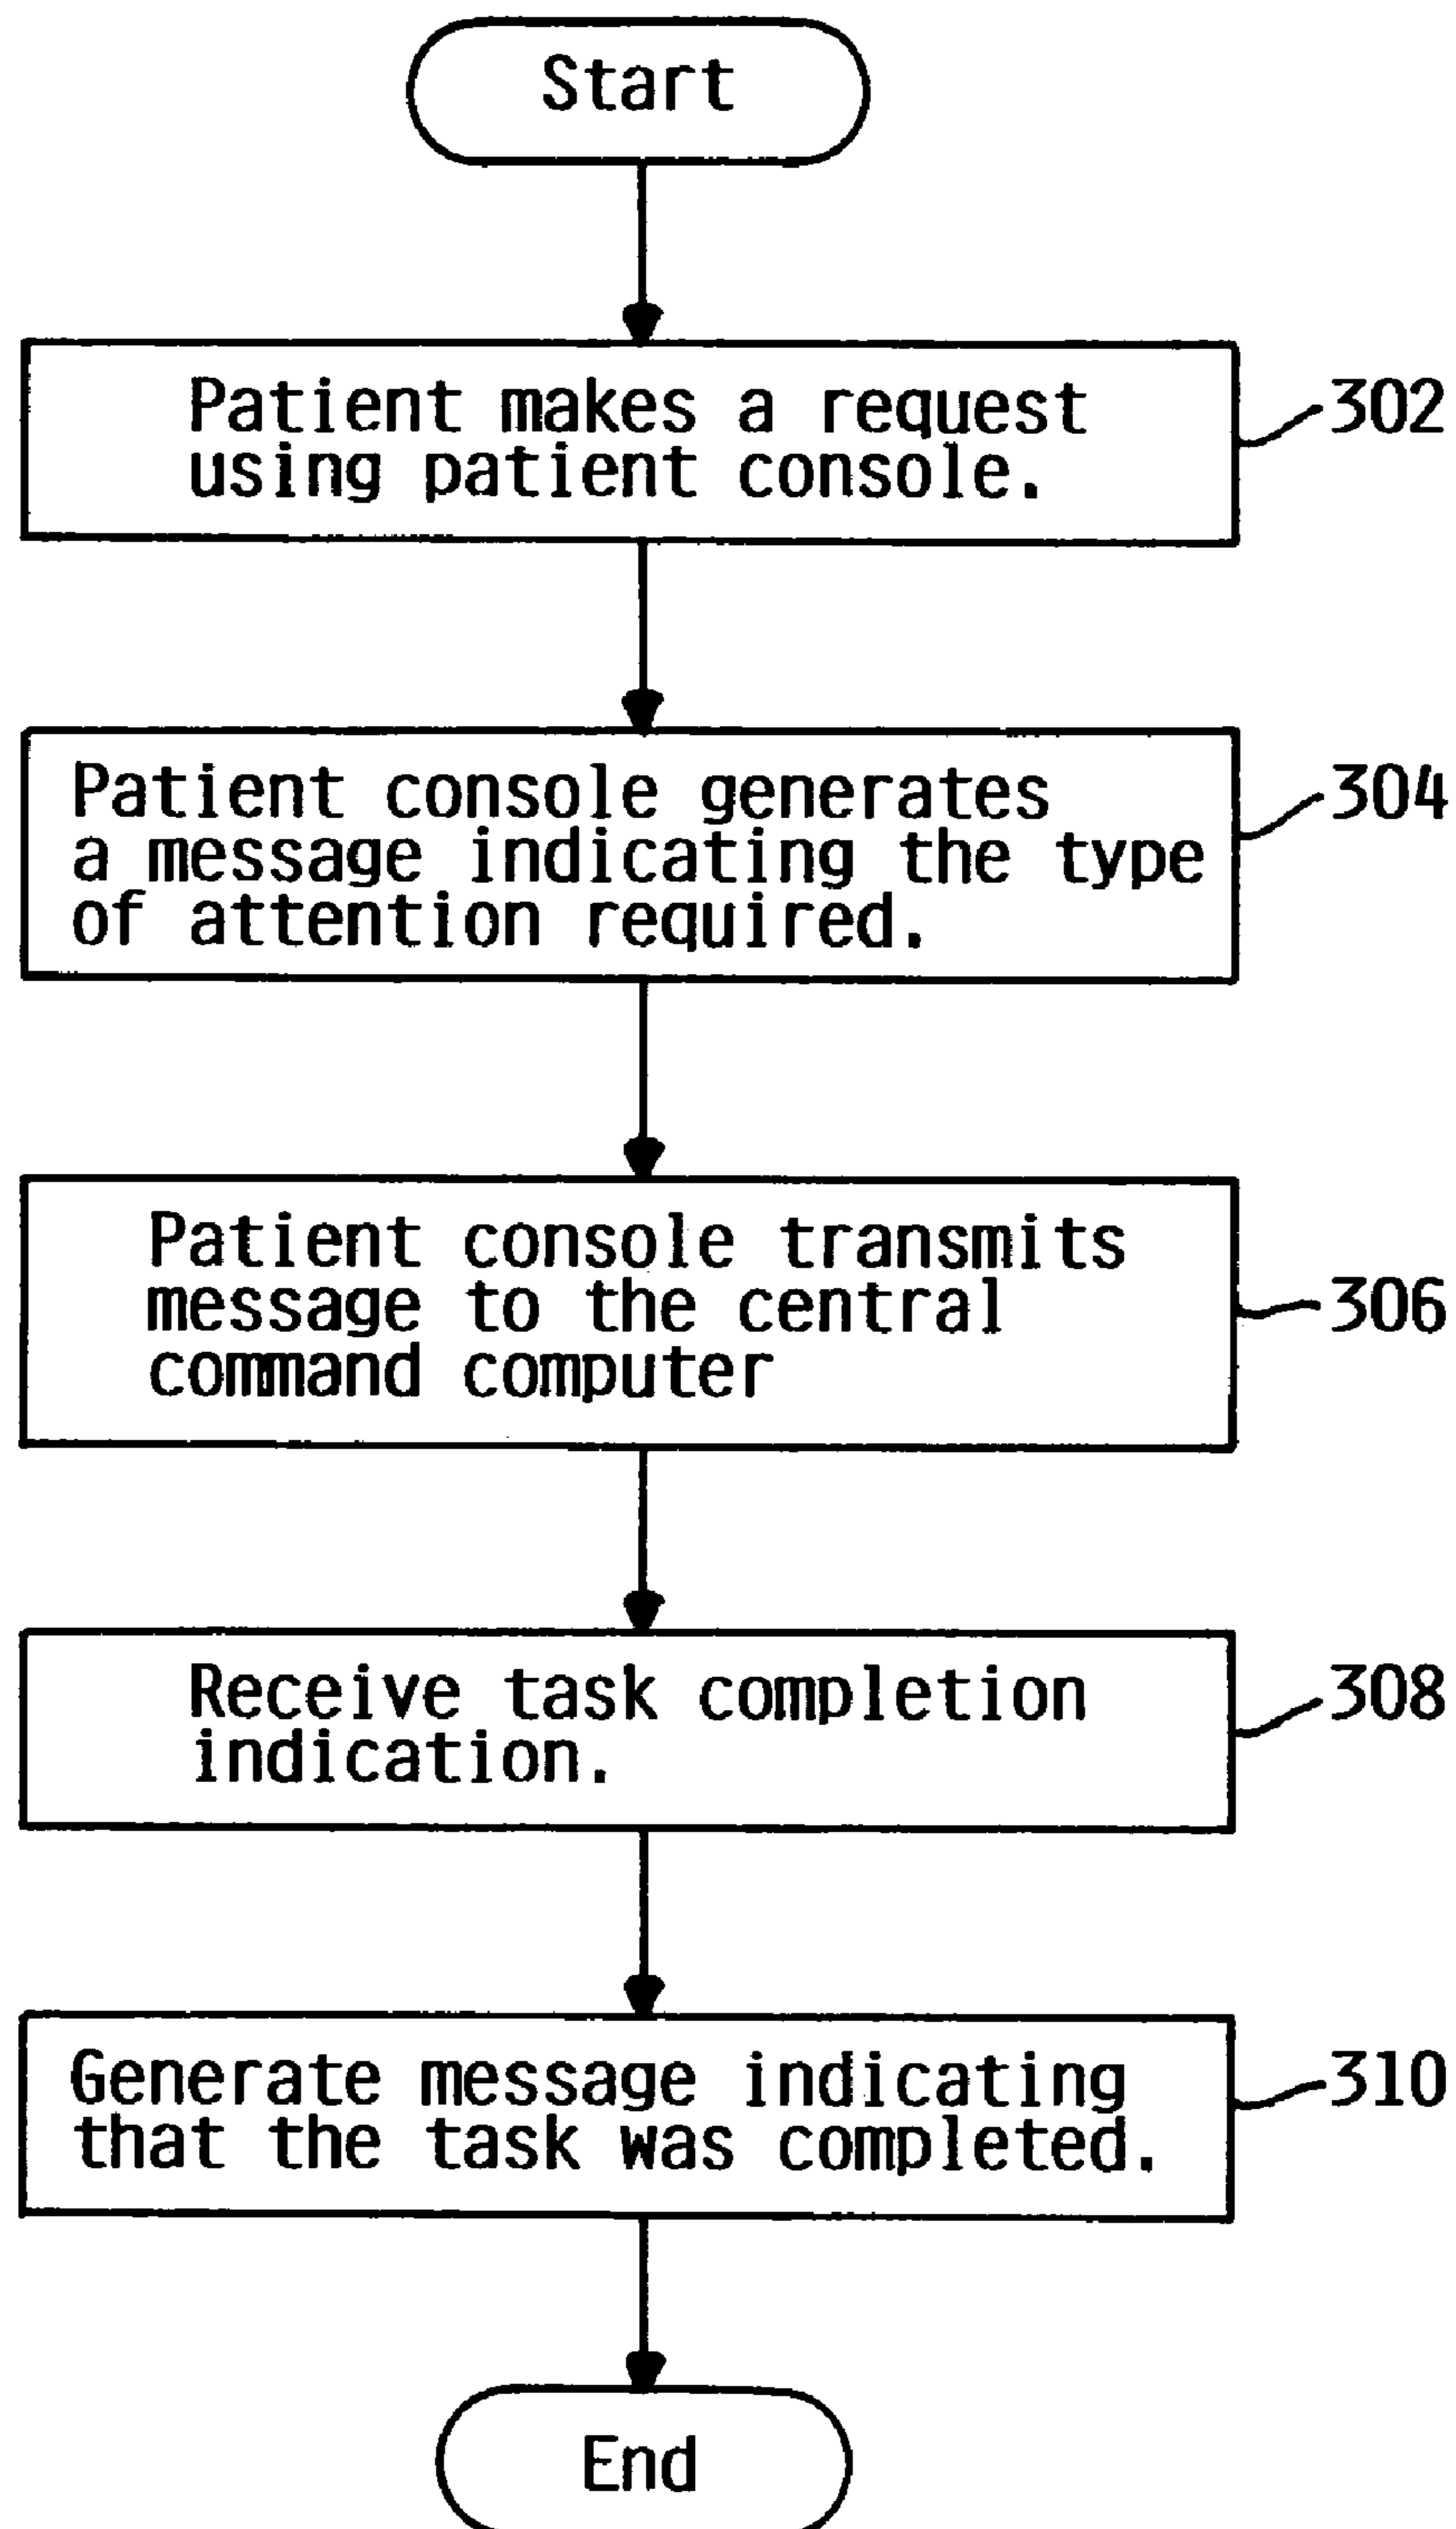 Start
Patient makes a request
using patient console.
302
Patient console generates
a message indicating the type
of attention required.
304
Patient console transmits
message to the central
command computer
306
Receive task completion
indication.
308
Generate message indicating
that the task was completed.
310
End